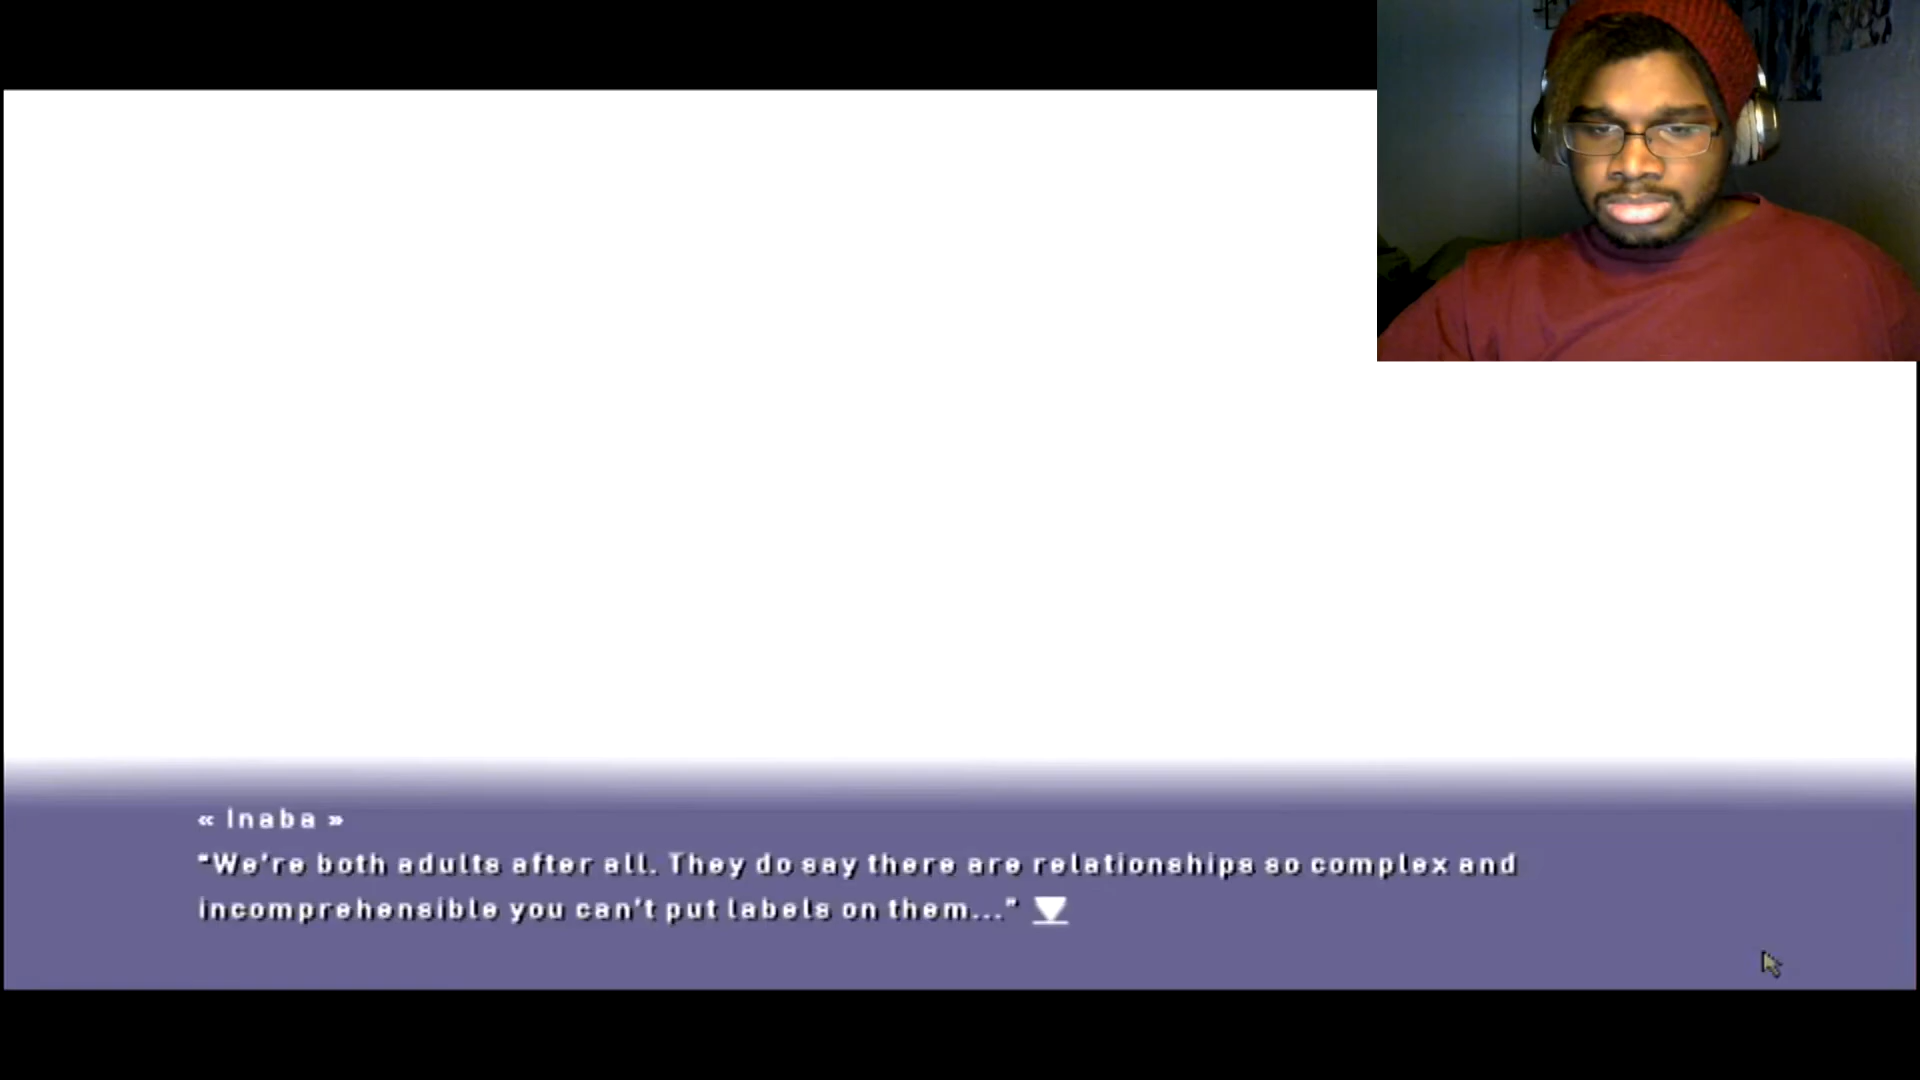 « Inaba »
"We're both adults after all. They do say there are relationships so complex and
incomprehensible you can't put labels on them..."